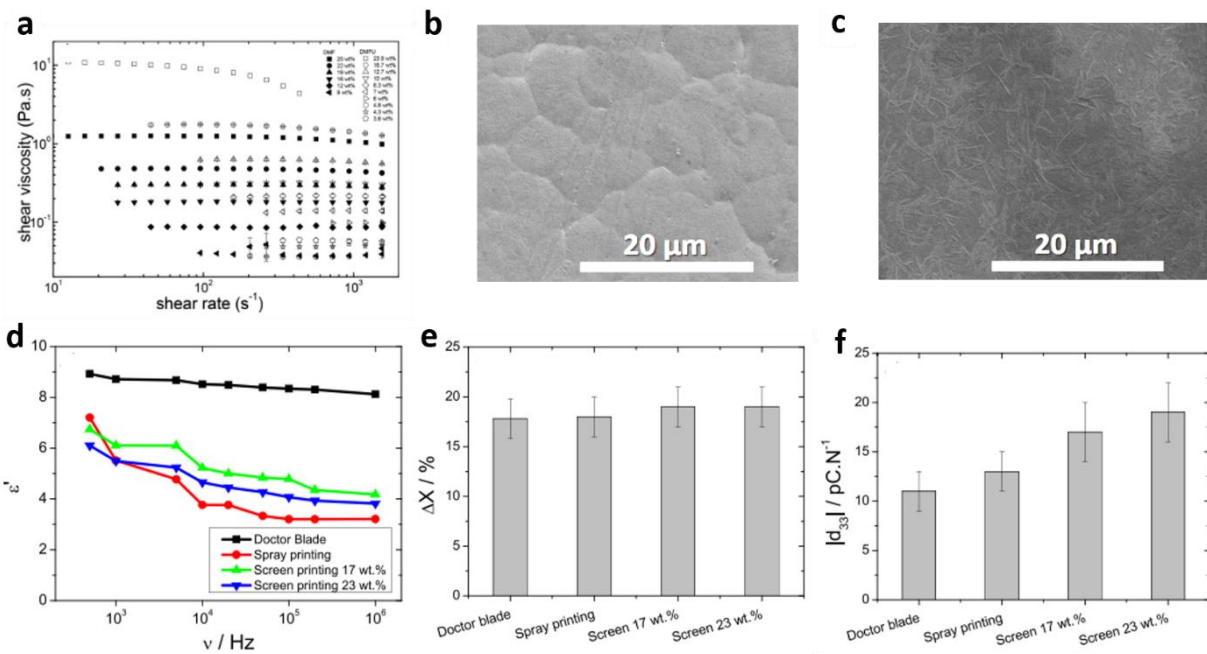 a
shear viscosity (Pa.s)
10¹
10⁰
10⁻¹
10¹ 10² 10³
shear rate (s⁻¹)
DMF DMPU
20 wt%
12 wt%
b
20 µm
c
20 µm
d
ε'
10
8
6
4
2
0
Doctor Blade
Spray printing
Screen printing 17 wt.%
Screen printing 23 wt.%
10³ 10⁴ 10⁵ 10⁶
ν / Hz
e
ΔX / %
25
20
15
10
5
0
Doctor blade Spray printing Screen 17 wt.% Screen 23 wt.%
f
|d₃₃| / pC.N⁻¹
25
20
15
10
5
0
Doctor blade Spray printing Screen 17 wt.% Screen 23 wt.%